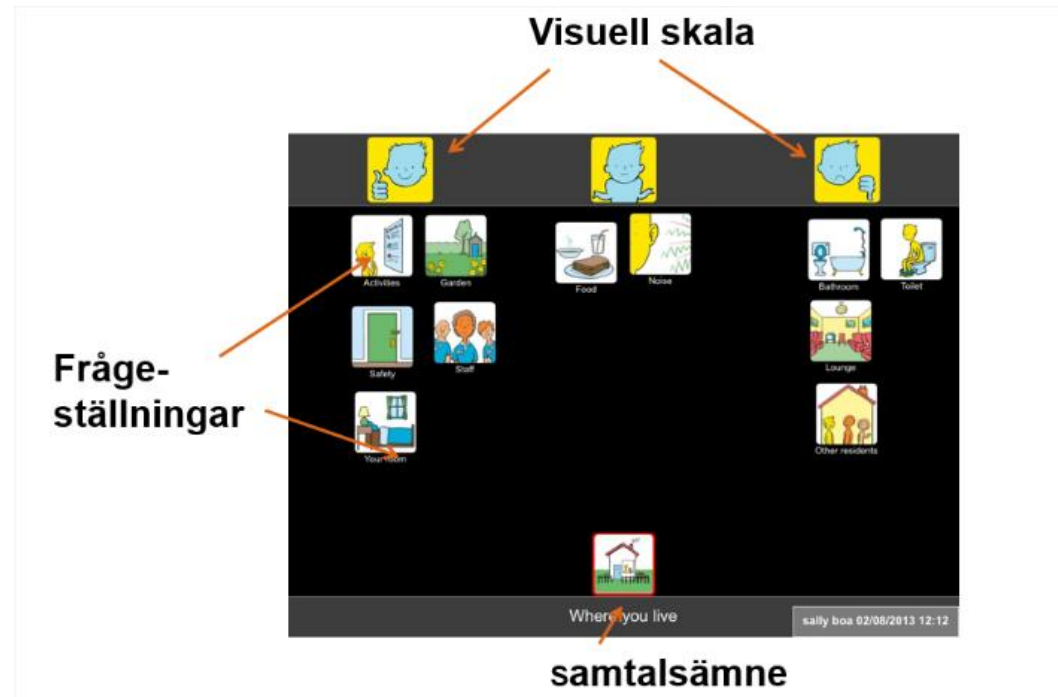 Visuell skala
Activities
Garden
Food
Noise
Bathroom
Toilet
Safety
Staff
Lounge
Fråge-
ställningar
Your room
Other residents
Where you live
sally boa 02/08/2013 12:12
samtalsämne